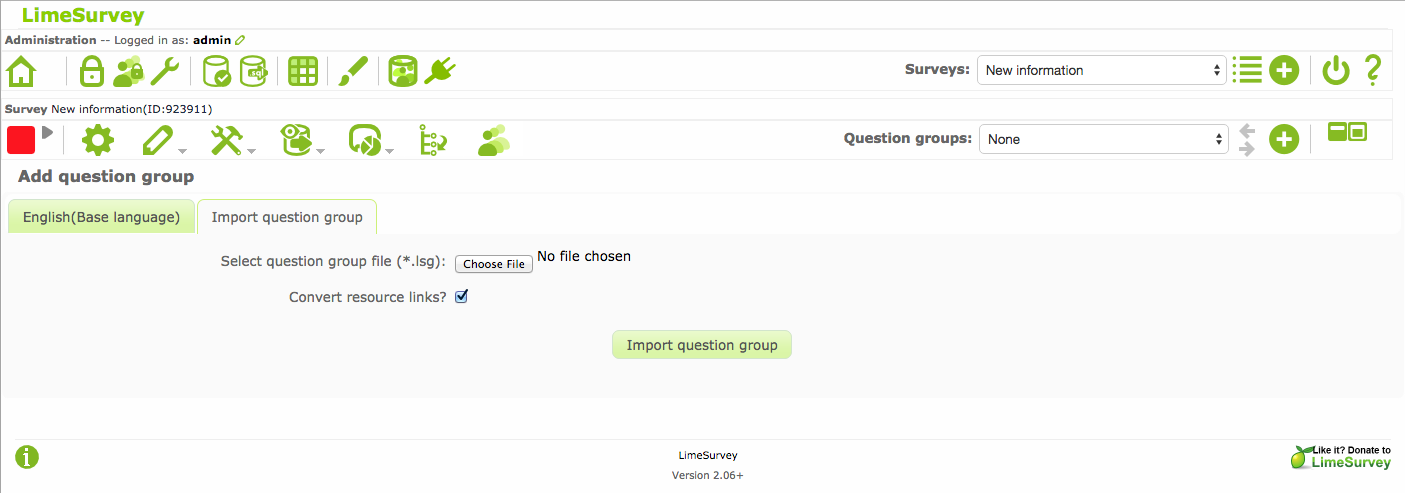 LimeSurvey
Administration -- Logged in as: admin
sql
Surveys: New information
Survey New information(ID:923911)
Question groups: None
Add question group
English(Base language) Import question group
Select question group file (*.lsg): Choose File No file chosen
Convert resource links?
Import question group
LimeSurvey
Version 2.06+
Like it? Donate to
LimeSurvey